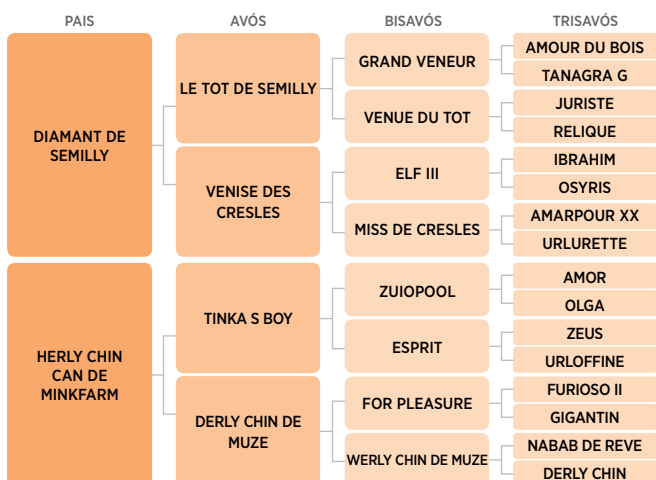 PAIS
AVÓS
BISAVÓS
TRISAVÓS
DIAMANT DE
SEMILLY
LE TOT DE SEMILLY
VENISE DES
CRESLES
GRAND VENEUR
VENUE DU TOT
ELF III
MISS DE CRESLES
AMOUR DU BOIS
TANAGRA G
JURISTE
RELIQUE
IBRAHIM
OSYRIS
AMARPOUR XX
URLURETTE
HERLY CHIN
CAN DE
MINKFARM
TINKA S BOY
DERLY CHIN DE
MUZE
ZUIOPOOL
ESPRIT
FOR PLEASURE
WERLY CHIN DE MUZE
AMOR
OLGA
ZEUS
URLOFFINE
FURIOSO II
GIGANTIN
NABAB DE REVE
DERLY CHIN